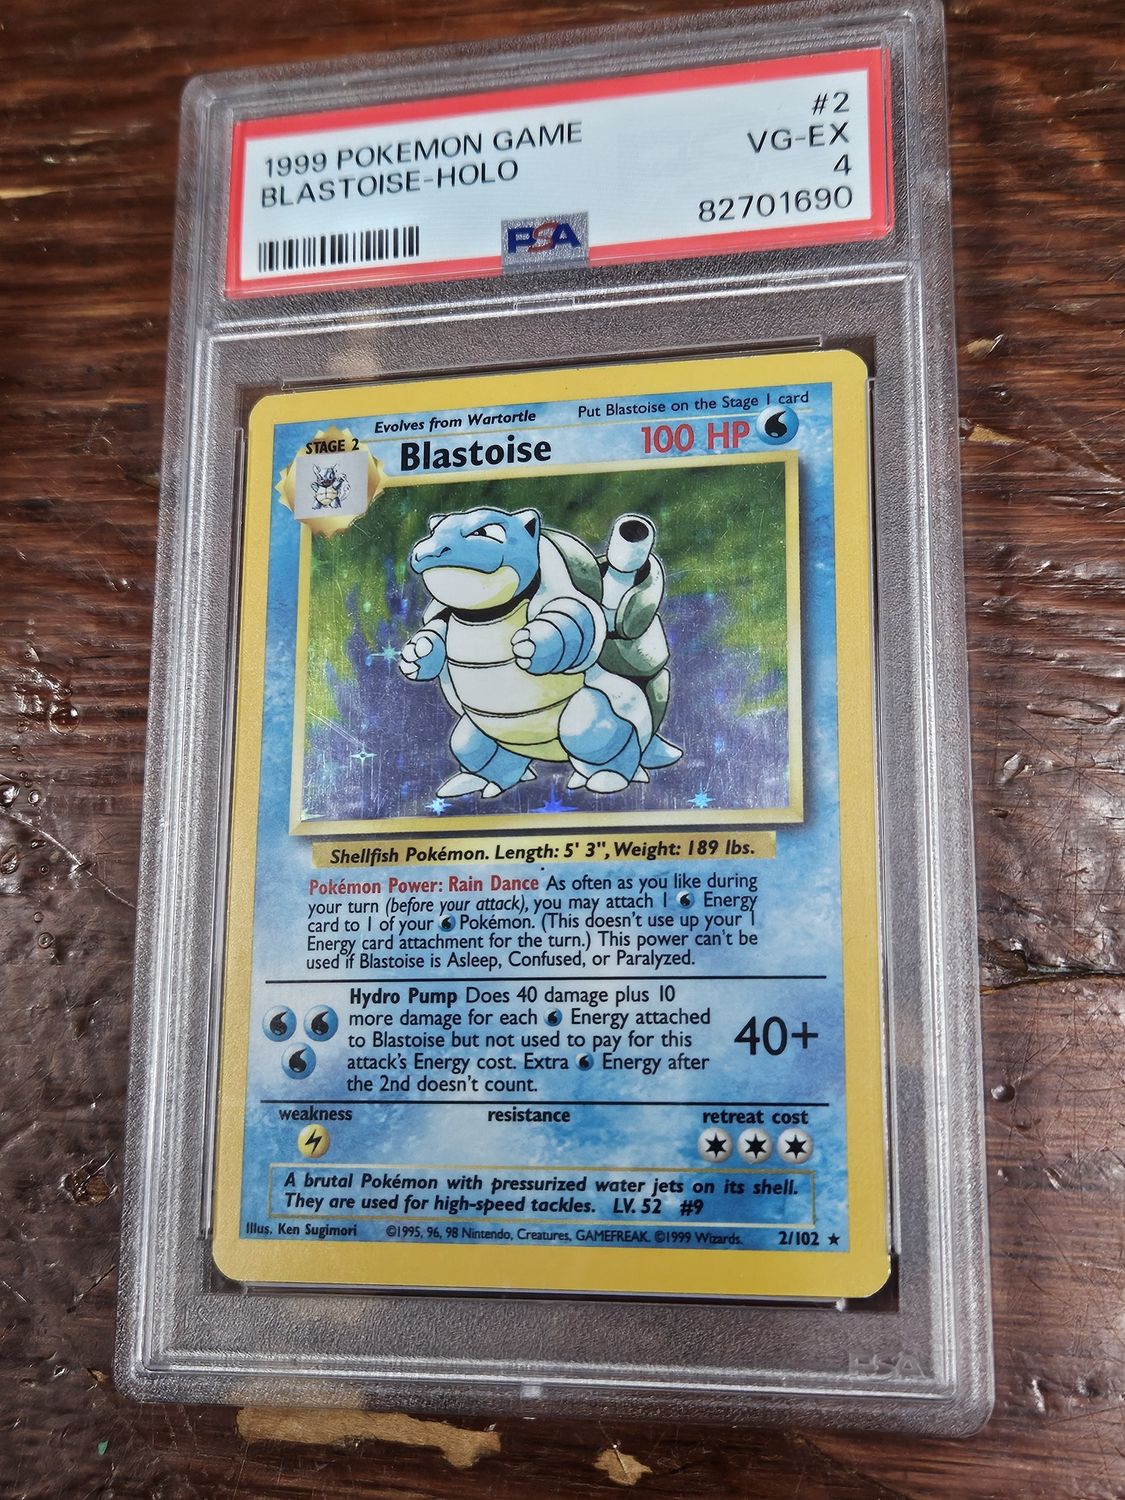 1999 POKEMON GAME
BLASTOISE-HOLO
#2
VG-EX
4
82701690
PSA
Evolves from Wartortle
Put Blastoise on the Stage 1 card
STAGE 2
Blastoise
100 HP
Shellfish Pokémon. Length: 5' 3", Weight: 189 lbs.
Pokémon Power: Rain Dance As often as you like during
your turn (before your attack), you may attach 1 Energy
card to 1 of your Pokémon. (This doesn't use up your 1
Energy card attachment for the turn.) This power can't be
used if Blastoise is Asleep, Confused, or Paralyzed.
Hydro Pump Does 40 damage plus 10
more damage for each Energy attached
to Blastoise but not used to pay for this
attack's Energy cost. Extra Energy after
the 2nd doesn't count.
40+
weakness
resistance
retreat cost
A brutal Pokémon with pressurized water jets on its shell.
They are used for high-speed tackles. LV. 52 #9
Illus. Ken Sugimori
©1995, 96, 98 Nintendo, Creatures, GAMEFREAK. ©1999 Wizards.
2/102 ★
PSA